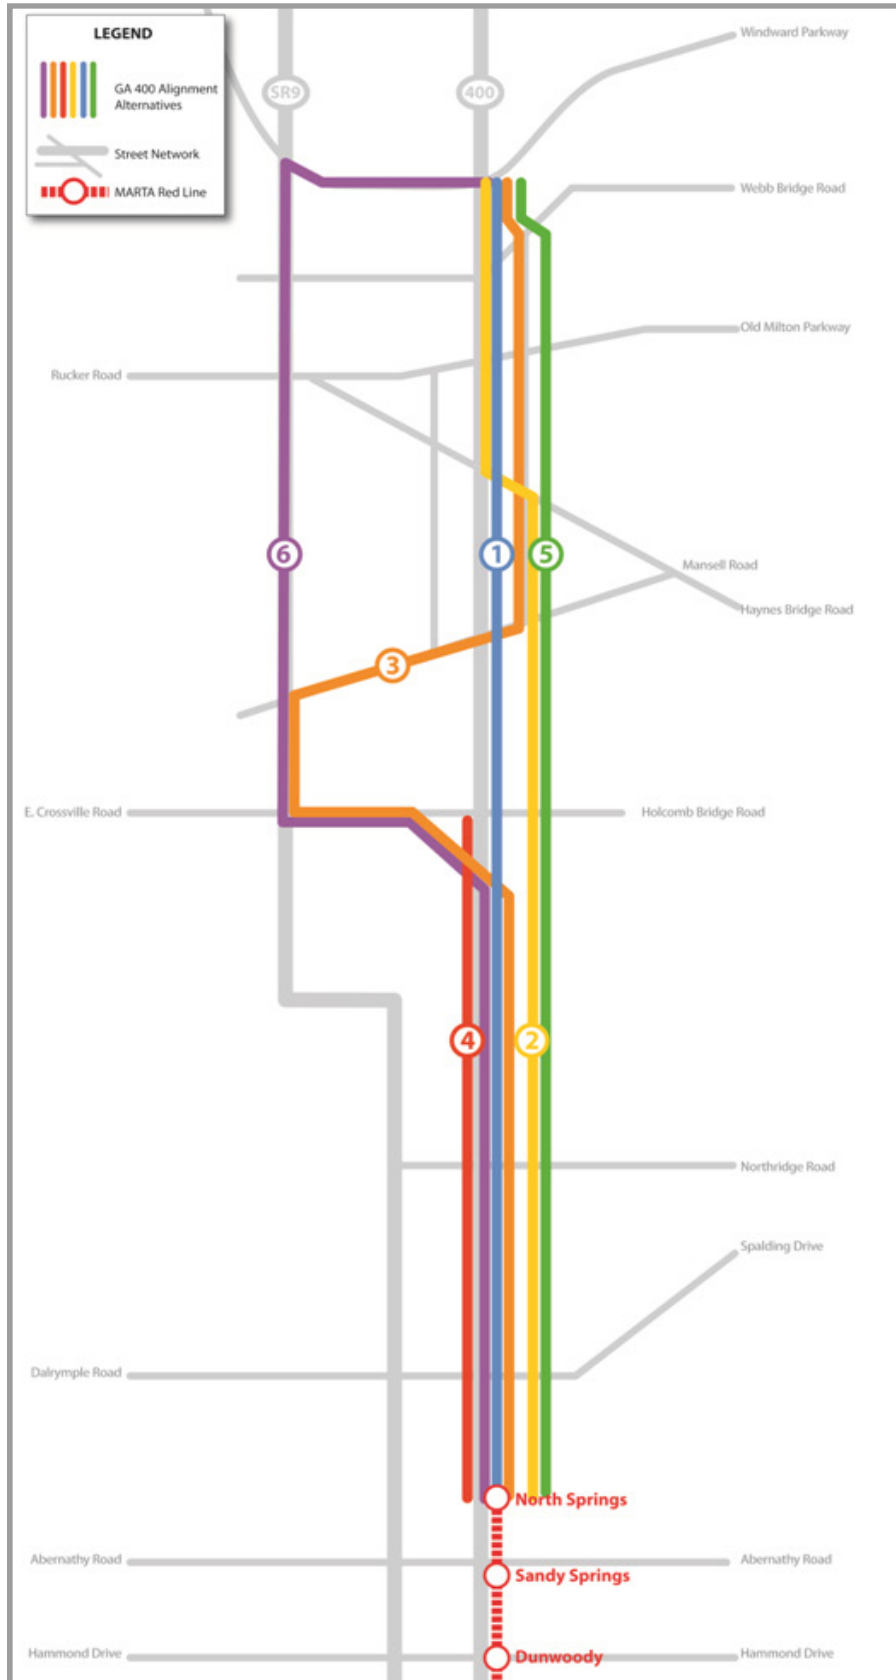 LEGEND
GA 400 Alignment
Alternatives
Street Network
MARTA Red Line
SR9
400
Windward Parkway
Webb Bridge Road
Old Milton Parkway
Rucker Road
6
1
5
Mansell Road
Haynes Bridge Road
3
E. Crossville Road
Holcomb Bridge Road
4
2
Northridge Road
Spalding Drive
Dalrymple Road
North Springs
Abernathy Road
Abernathy Road
Sandy Springs
Hammond Drive
Dunwoody
Hammond Drive